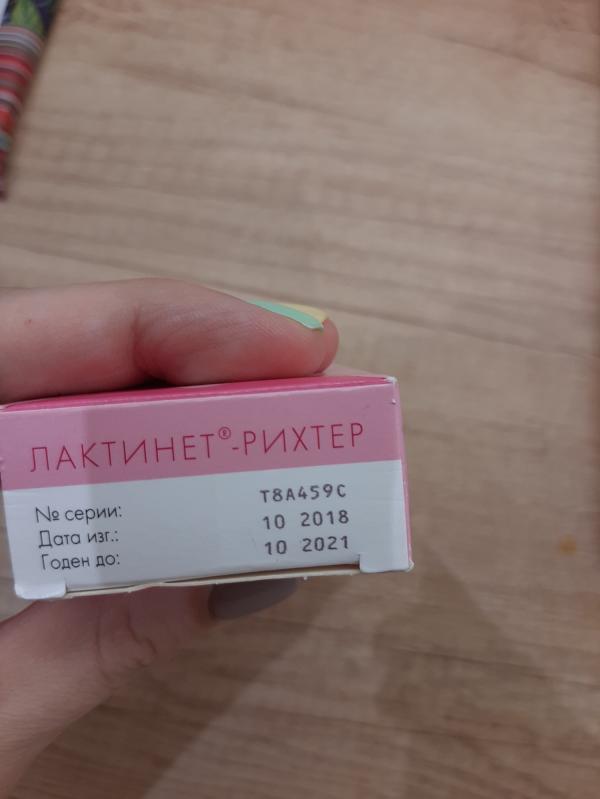 ЛАКТИНЕТ®-РИХТЕР
№ серии: T8A459C
Дата изг.: 10 2018
Годен до: 10 2021